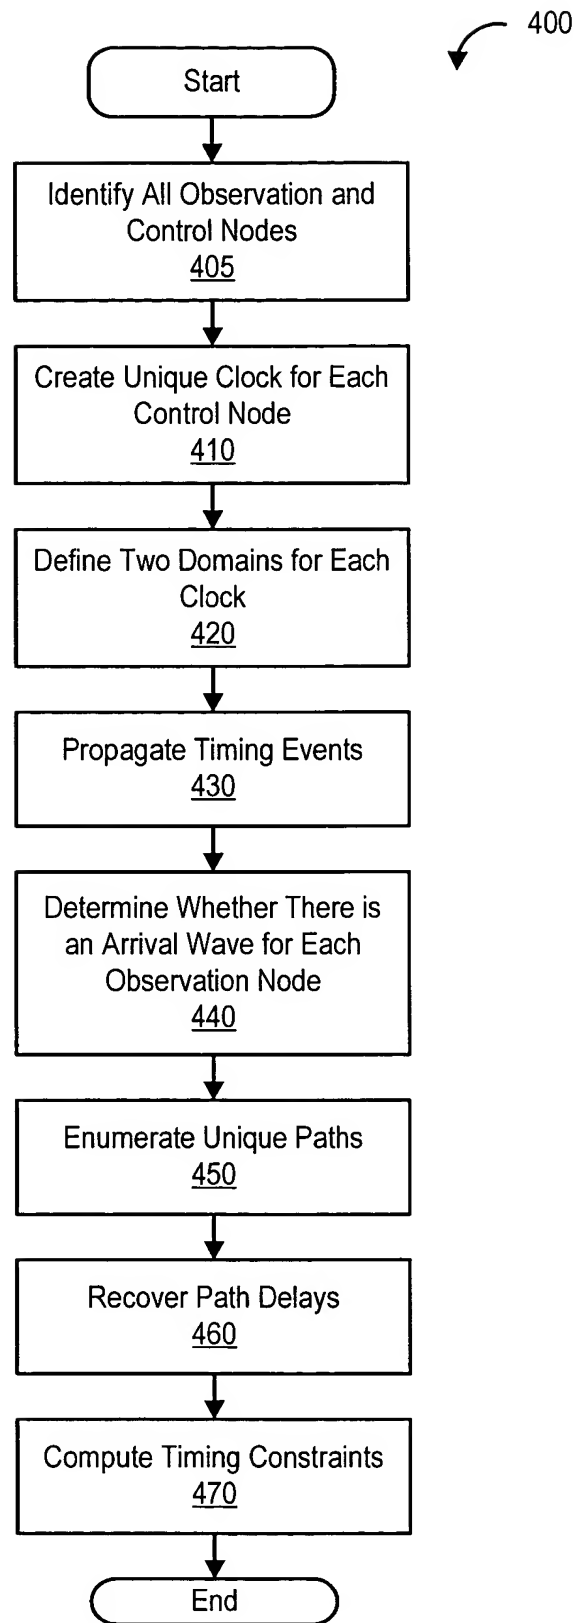 400
Start
Identify All Observation and
Control Nodes
405
Create Unique Clock for Each
Control Node
410
Define Two Domains for Each
Clock
420
Propagate Timing Events
430
Determine Whether There is
an Arrival Wave for Each
Observation Node
440
Enumerate Unique Paths
450
Recover Path Delays
460
Compute Timing Constraints
470
End